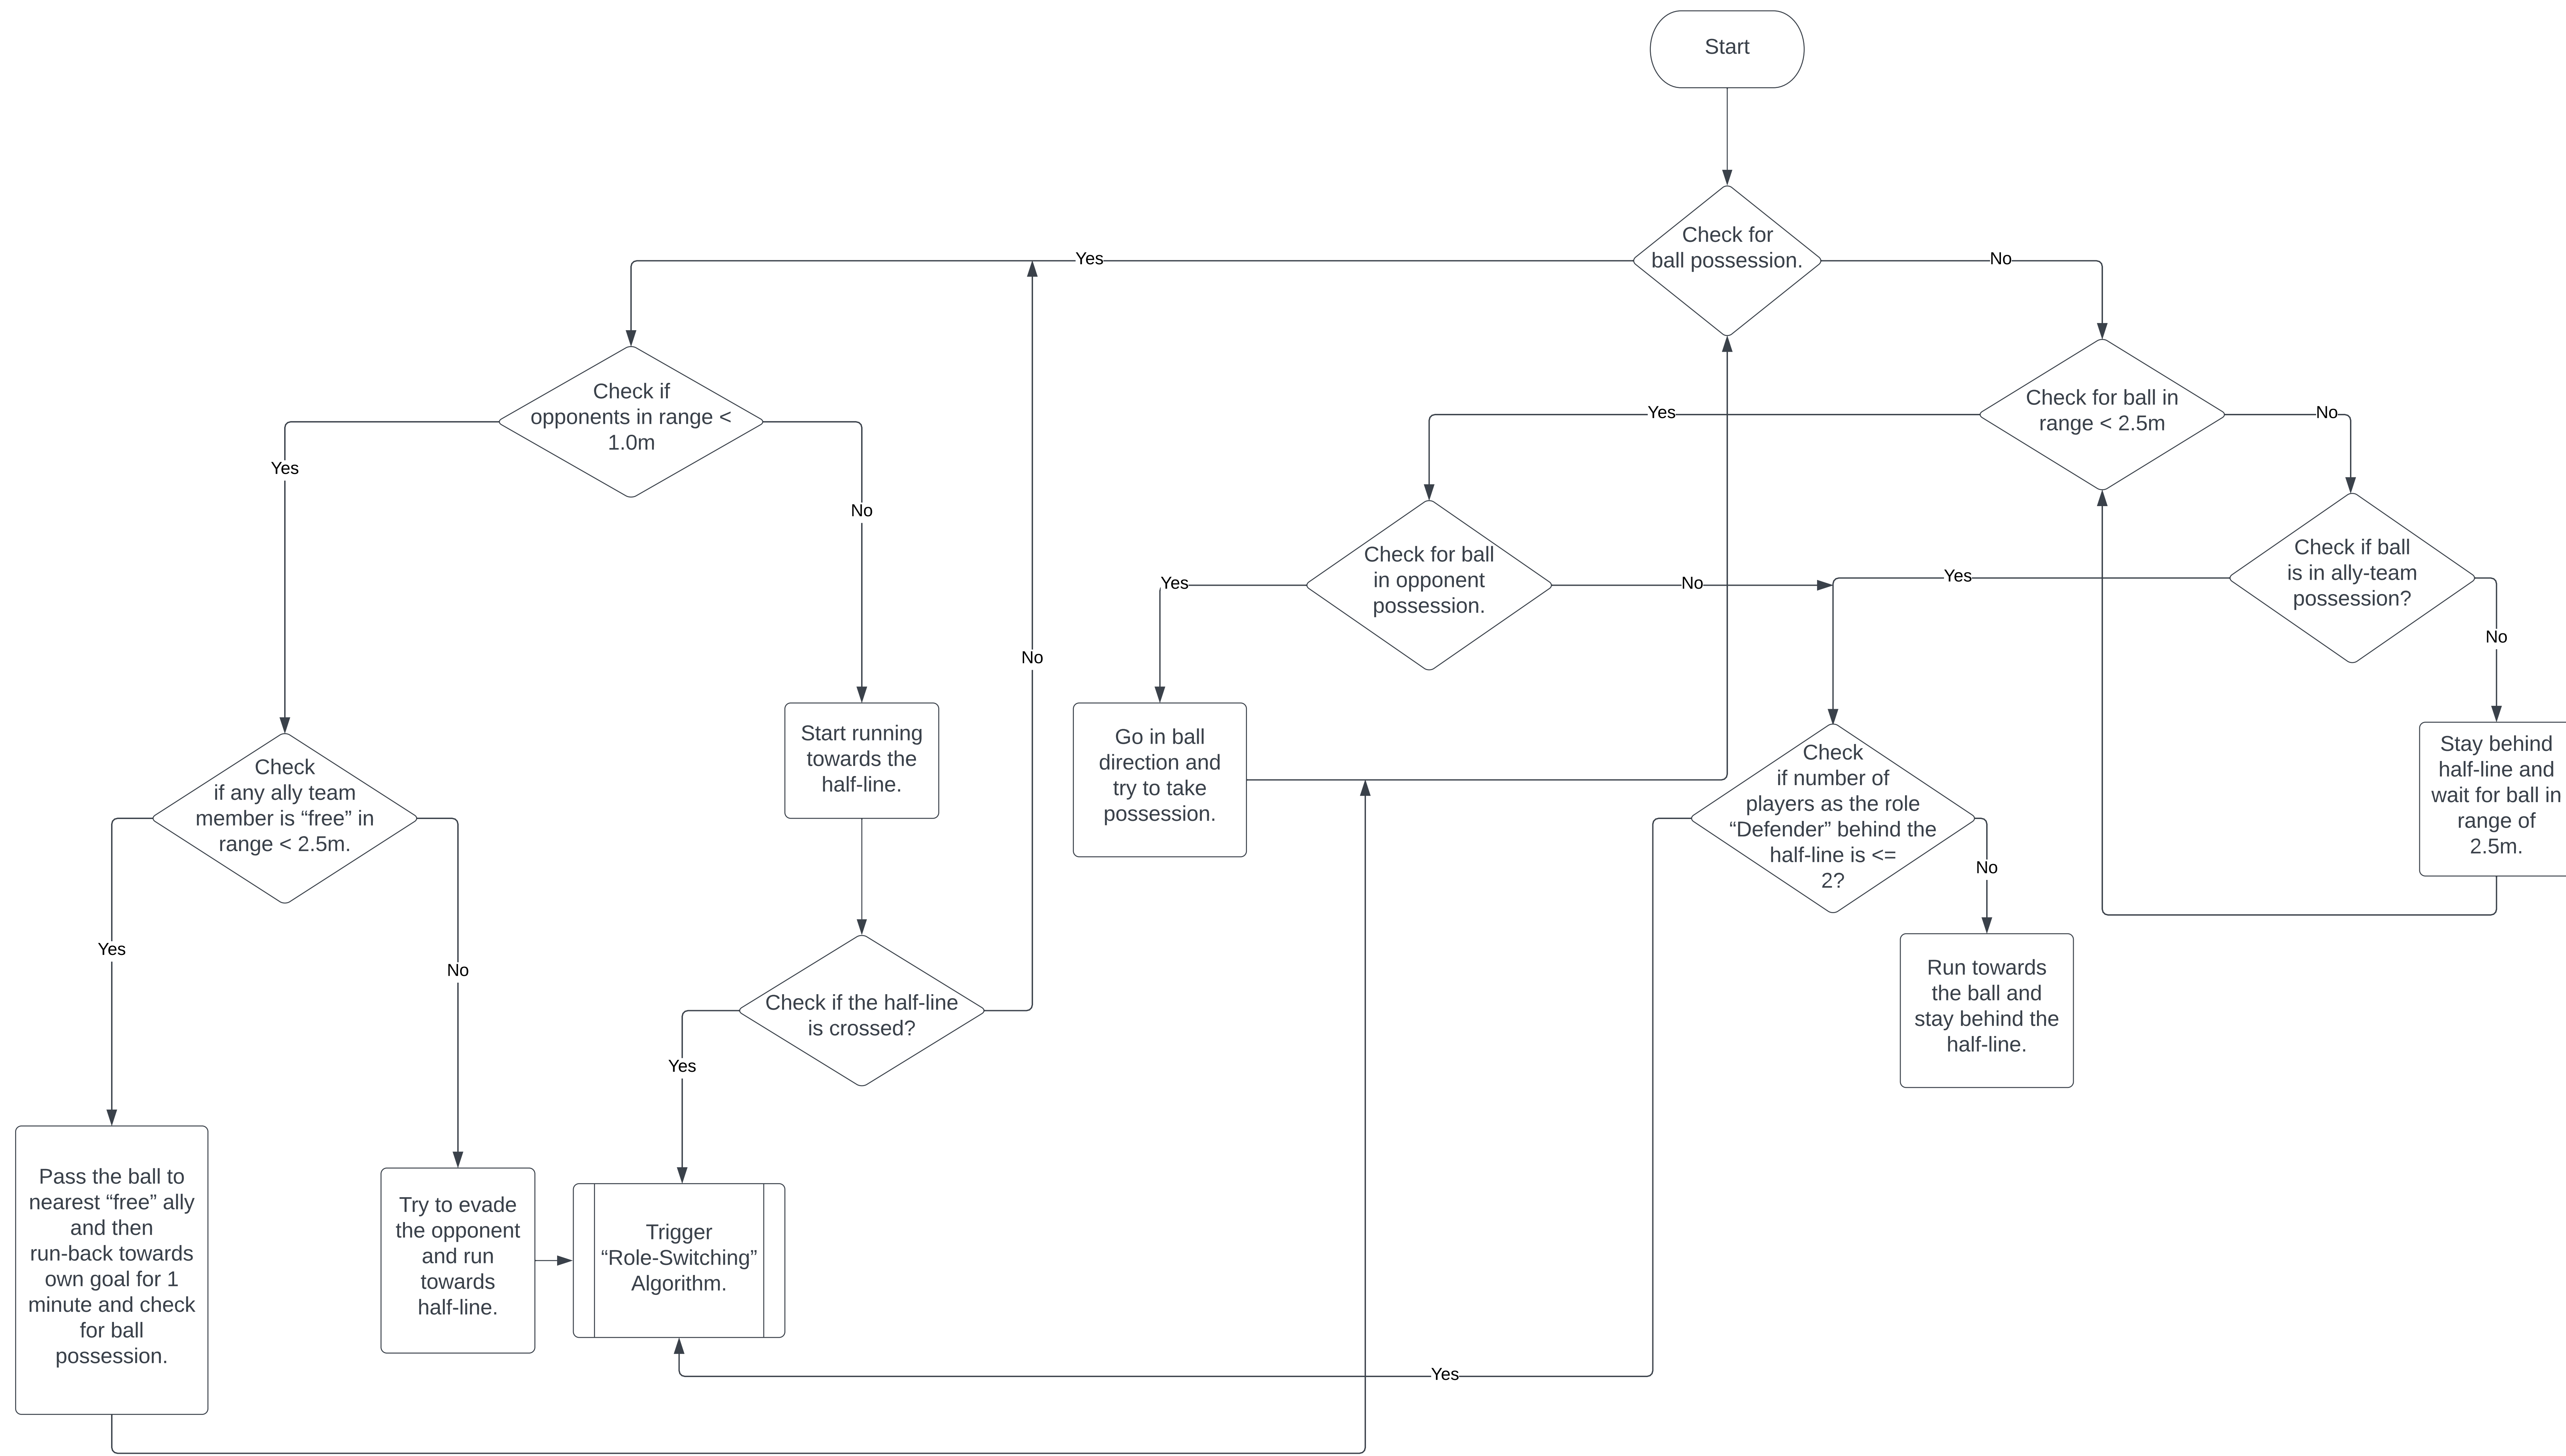 Start
Check for
ball possession.
Yes
No
Check if
opponents in range <
1.0m
Check for ball in
range < 2.5m
Yes
No
Yes
No
Check for ball
in opponent
possession.
Yes
No
Check if ball
is in ally-team
possession?
Yes
No
No
Start running
towards the
half-line.
Go in ball
direction and
try to take
possession.
Check
if any ally team
member is “free” in
range < 2.5m.
Check
if number of
players as the role
“Defender” behind the
half-line is <=
2?
Stay behind
half-line and
wait for ball in
range of
2.5m.
No
Yes
No
Check if the half-line
is crossed?
Yes
Run towards
the ball and
stay behind the
half-line.
Pass the ball to
nearest “free” ally
and then
run-back towards
own goal for 1
minute and check
for ball
possession.
Try to evade
the opponent
and run
towards
half-line.
Trigger
“Role-Switching”
Algorithm.
Yes